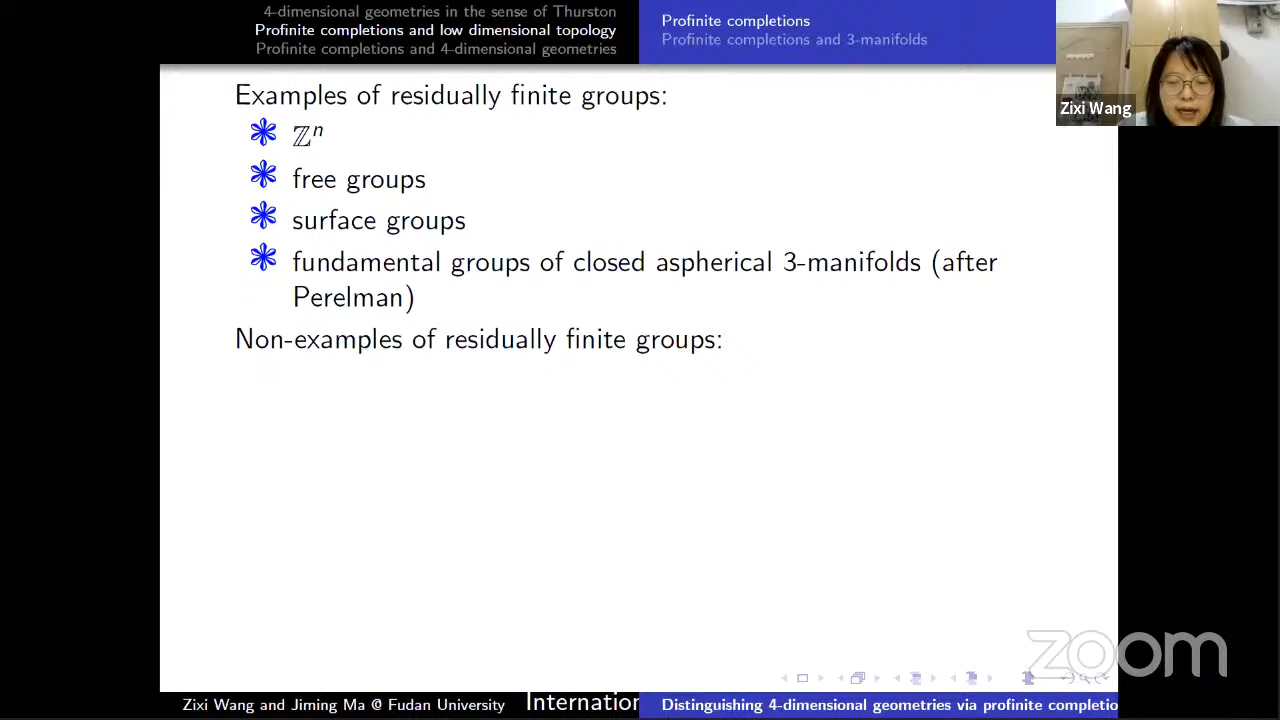 4-dimensional geometries in the sense of Thurston
Profinite completions and low dimensional topology
Profinite completions and 4-dimensional geometries
Profinite completions
Profinite completions and 3-manifolds
Zixi Wang
Examples of residually finite groups:
ℤⁿ
free groups
surface groups
fundamental groups of closed aspherical 3-manifolds (after
Perelman)
Non-examples of residually finite groups:
zoom
Zixi Wang and Jiming Ma @ Fudan University
Internation
Distinguishing 4-dimensional geometries via profinite completio